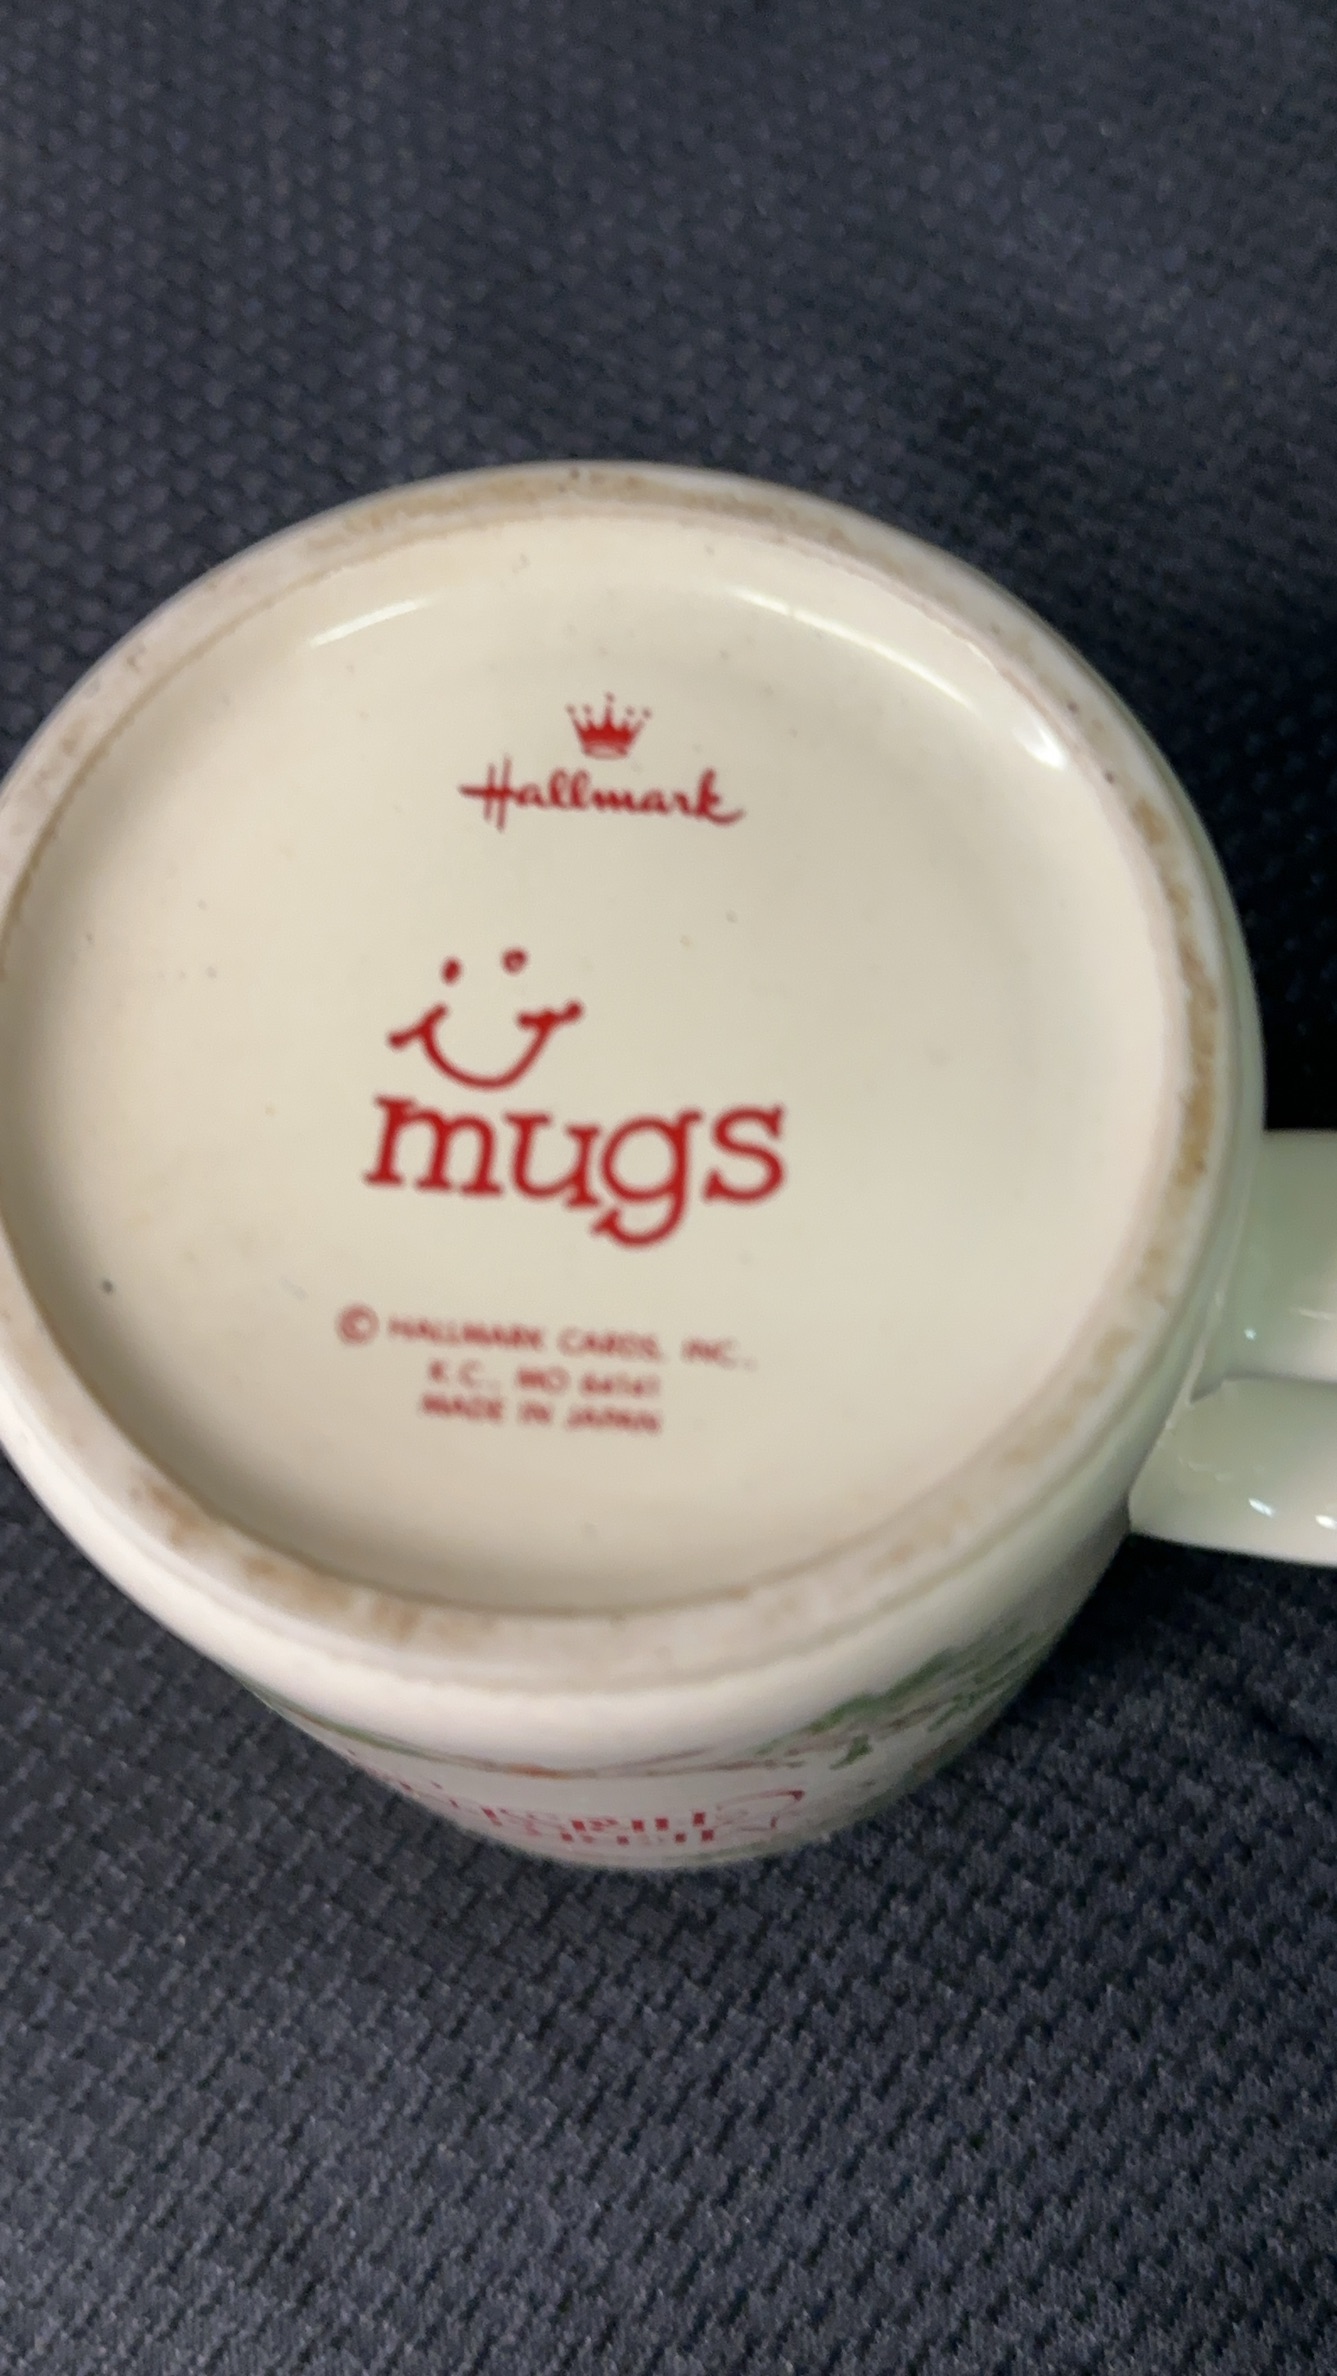 Hallmark
mugs
© HALLMARK CARDS, INC.,
K.C., MO 64141
MADE IN JAPAN